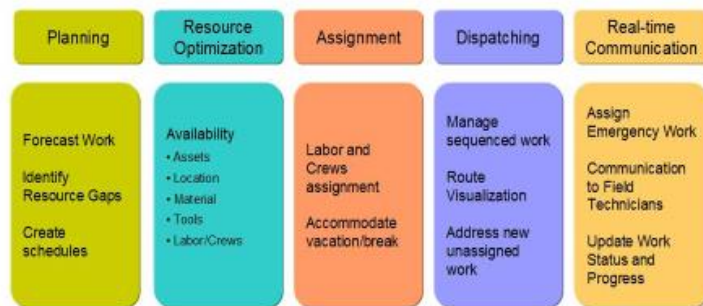 Planning
Resource
Optimization
Assignment
Dispatching
Real-time
Communication
Forecast Work
Identify
Resource Gaps
Create
schedules
Availability
• Assets
• Location
• Material
• Tools
• Labor/Crews
Labor and
Crews
assignment
Accommodate
vacation/break
Manage
sequenced work
Route
Visualization
Address new
unassigned
work
Assign
Emergency Work
Communication
to Field
Technicians
Update Work
Status and
Progress